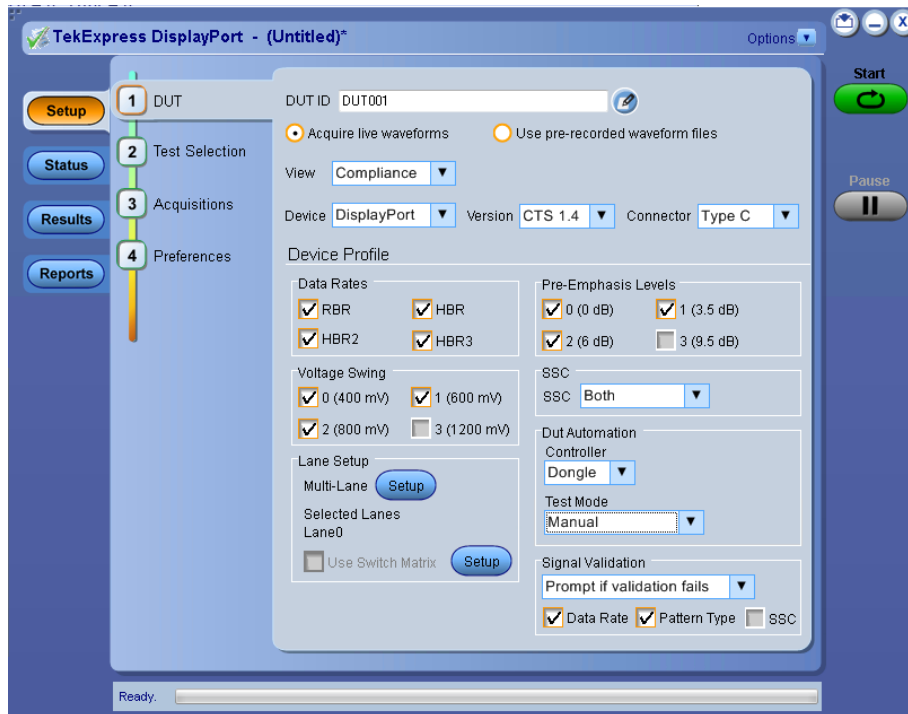 TekExpress DisplayPort - (Untitled)*
Options
Start
Pause
Setup
Status
Results
Reports
1 DUT
2 Test Selection
3 Acquisitions
4 Preferences
DUT ID DUT001
Acquire live waveforms Use pre-recorded waveform files
View Compliance
Device DisplayPort Version CTS 1.4 Connector Type C
Device Profile
Data Rates
RBR HBR
HBR2 HBR3
Voltage Swing
0 (400 mV) 1 (600 mV)
2 (800 mV) 3 (1200 mV)
Lane Setup
Multi-Lane Setup
Selected Lanes
Lane0
Use Switch Matrix Setup
Pre-Emphasis Levels
0 (0 dB) 1 (3.5 dB)
2 (6 dB) 3 (9.5 dB)
SSC
SSC Both
Dut Automation
Controller
Dongle
Test Mode
Manual
Signal Validation
Prompt if validation fails
Data Rate Pattern Type SSC
Ready.